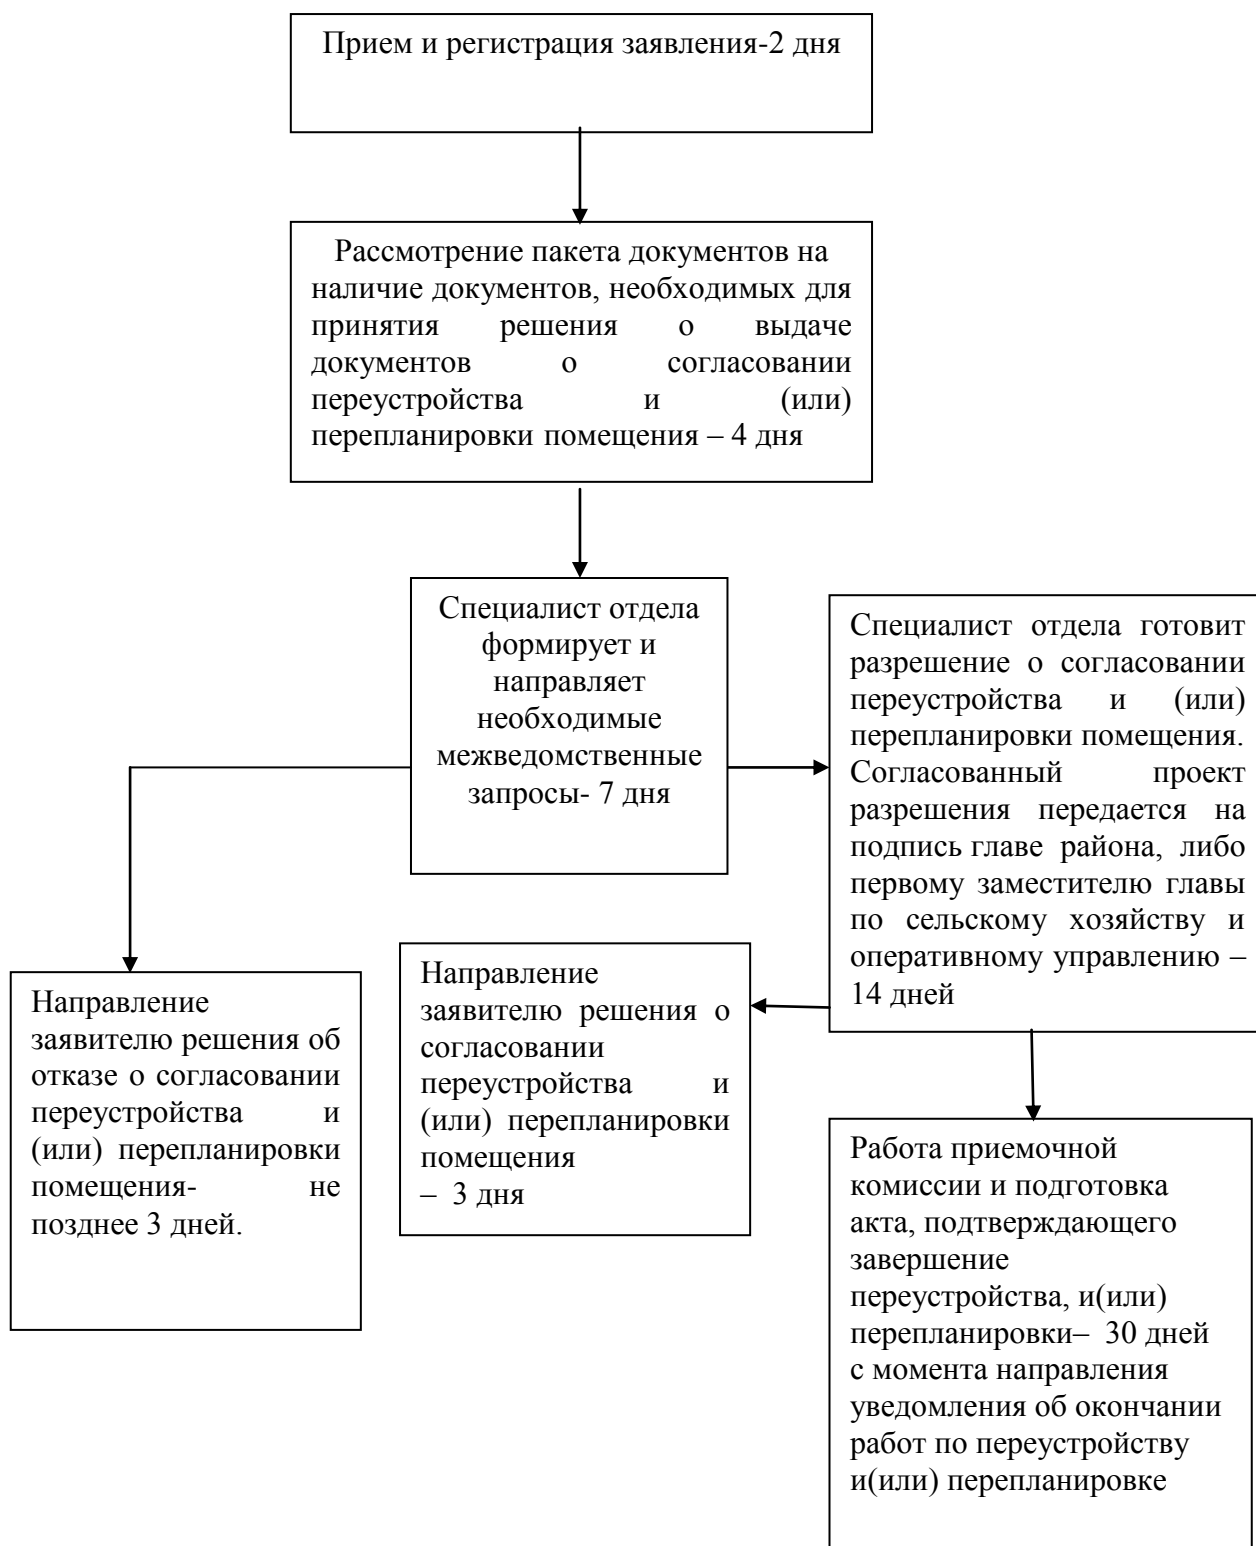 Прием и регистрация заявления-2 дня
Рассмотрение пакета документов на
наличие документов, необходимых для
принятия решения о выдаче
документов о согласовании
переустройства и (или)
перепланировки помещения – 4 дня
Специалист отдела
формирует и
направляет
необходимые
межведомственные
запросы- 7 дня
Специалист отдела готовит
разрешение о согласовании
переустройства и (или)
перепланировки помещения.
Согласованный проект
разрешения передается на
подпись главе района, либо
первому заместителю главы
по сельскому хозяйству и
оперативному управлению –
14 дней
Направление
заявителю решения об
отказе о согласовании
переустройства и
(или) перепланировки
помещения- не
позднее 3 дней.
Направление
заявителю решения о
согласовании
переустройства и
(или) перепланировки
помещения
– 3 дня
Работа приемочной
комиссии и подготовка
акта, подтверждающего
завершение
переустройства, и(или)
перепланировки– 30 дней
с момента направления
уведомления об окончании
работ по переустройству
и(или) перепланировке